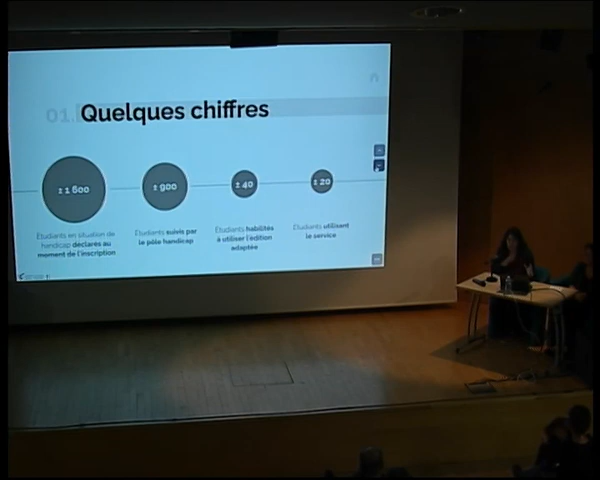 01. Quelques chiffres
± 1 600
± 900
± 40
± 20
Étudiants en situation de
handicap déclarés au
moment de l'inscription
Étudiants suivis par
le pôle handicap
Étudiants habilités
à utiliser l'édition
adaptée
Étudiants utilisent
le service